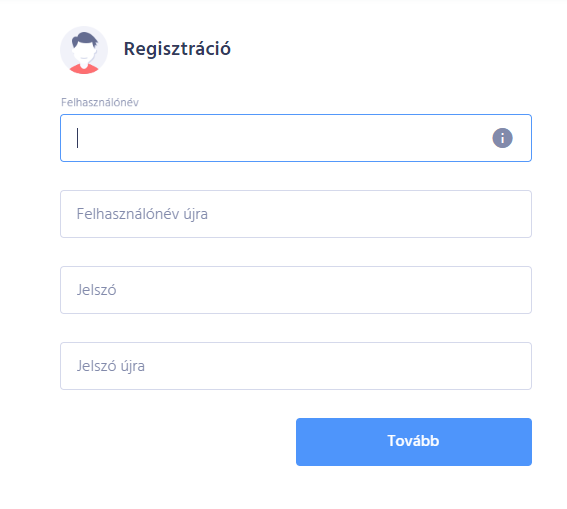 Regisztráció
Felhasználónév
Felhasználónév újra
Jelszó
Jelszó újra
Tovább